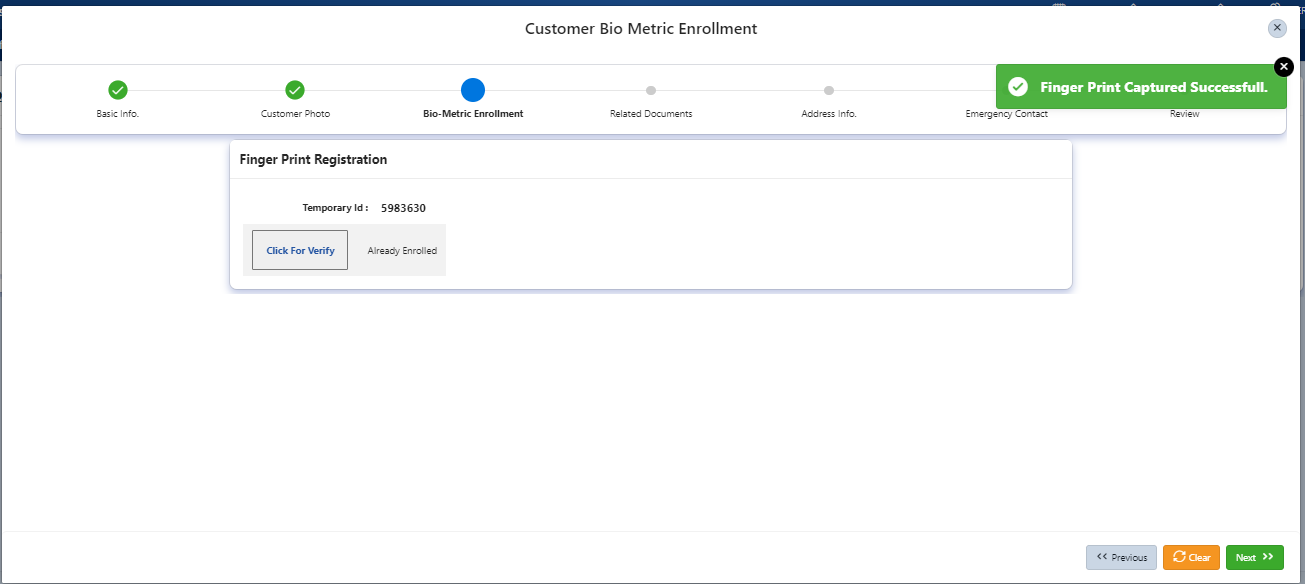 Customer Bio Metric Enrollment
Finger Print Captured Successfull.
Basic Info.
Customer Photo
Bio-Metric Enrollment
Related Documents
Address Info.
Emergency Contact
Review
Finger Print Registration
Temporary Id : 5983630
Click For Verify
Already Enrolled
Previous
Clear
Next